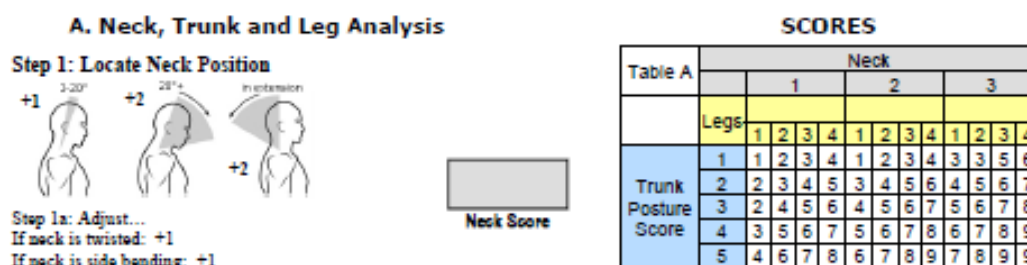 A. Neck, Trunk and Leg Analysis
Step 1: Locate Neck Position
+1
+2
20°+
in extension
+2
Neck Score
Step 1a: Adjust...
If neck is twisted: +1
If neck is side bending: +1
SCORES
Table A
Neck
1 2 3
Legs
1 2 3 4 1 2 3 4 1 2 3 4
Trunk Posture Score
1 1 2 3 4 1 2 3 4 3 3 5 6
2 2 3 4 5 3 4 5 6 4 5 6 7
3 2 4 5 6 4 5 6 7 5 6 7 8
4 3 5 6 7 5 6 7 8 6 7 8 9
5 4 6 7 8 6 7 8 9 7 8 9 9